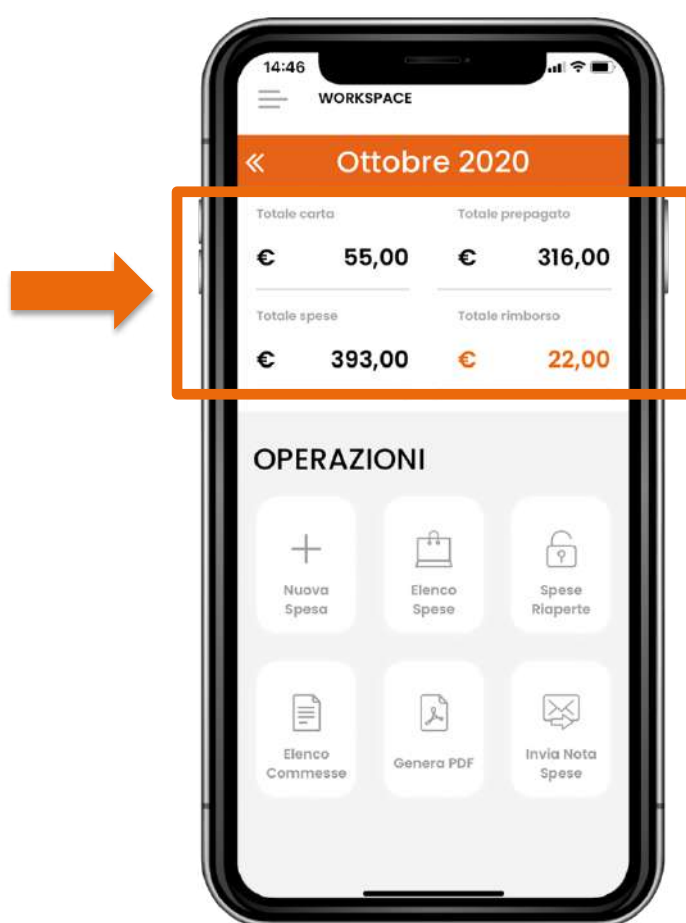 14:46
WORKSPACE
Ottobre 2020
Totale carta Totale prepagato
€ 55,00 € 316,00
Totale spese Totale rimborso
€ 393,00 € 22,00
OPERAZIONI
Nuova Elenco Spese
Spesa Spese Riaperte
Elenco Genera PDF Invia Nota
Commesse Spese